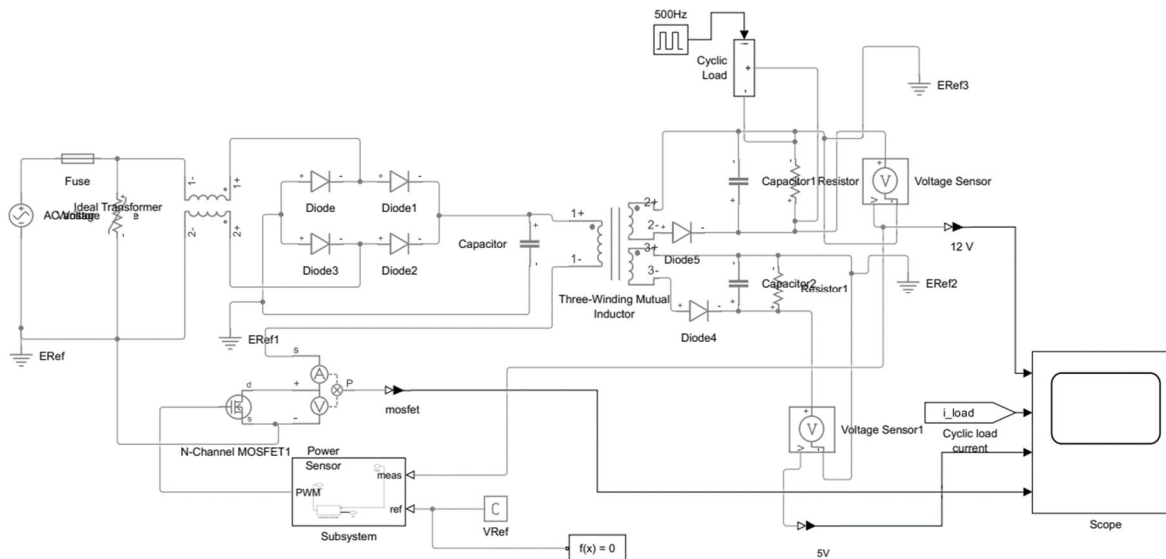 500Hz
Cyclic
Load
ERef3
Fuse
Ideal Transformer
1-
1+
2-
2+
Diode
Diode1
Diode3
Diode2
Capacitor
1+
1-
2+
2-
3+
3-
Three-Winding Mutual
Inductor
Diode5
Diode4
Capacitor1
Resistor
Capacitor2
Resistor1
V
Voltage Sensor
12 V
ERef2
ERef
ERef1
s
A
P
d
V
s
mosfet
N-Channel MOSFET1
Power
Sensor
PWM
meas
ref
Subsystem
C
VRef
f(x) = 0
V
Voltage Sensor1
i_load
Cyclic load
current
5V
Scope